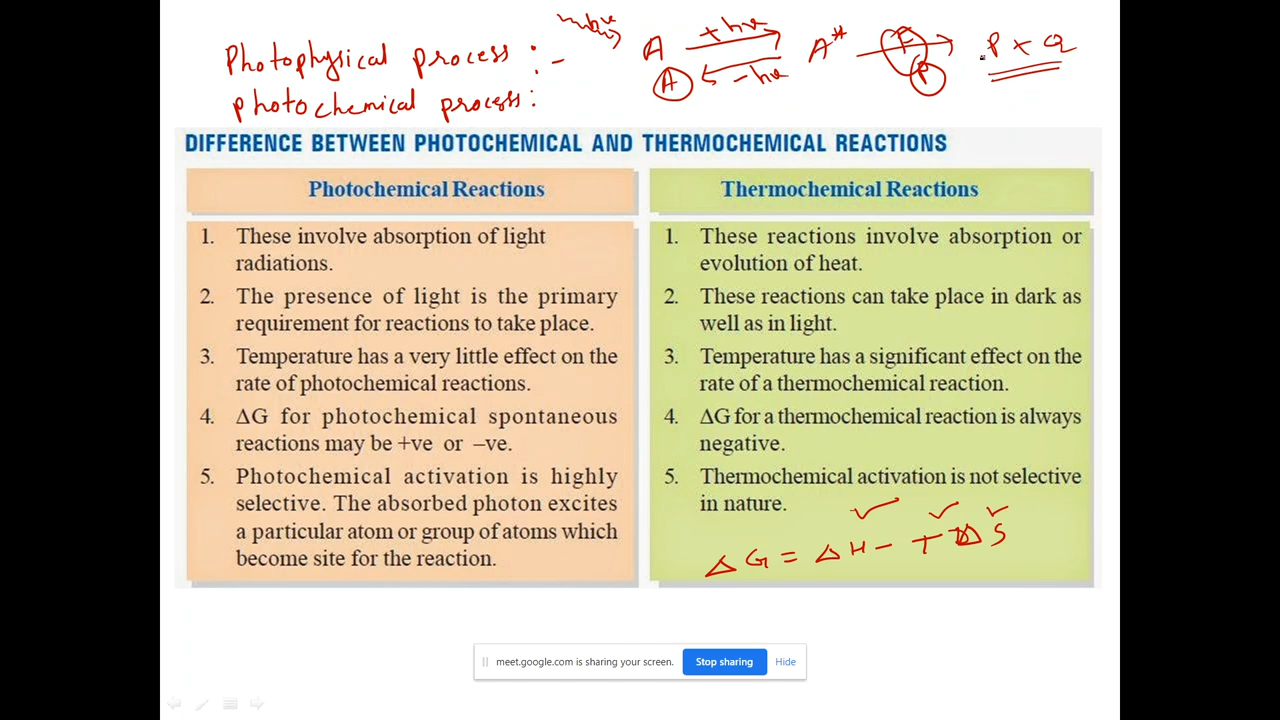 hν
Photophysical process :-
A +hν A* F P + Q
A -hν P
photochemical process:
DIFFERENCE BETWEEN PHOTOCHEMICAL AND THERMOCHEMICAL REACTIONS
Photochemical Reactions
1. These involve absorption of light
radiations.
2. The presence of light is the primary
requirement for reactions to take place.
3. Temperature has a very little effect on the
rate of photochemical reactions.
4. ΔG for photochemical spontaneous
reactions may be +ve or –ve.
5. Photochemical activation is highly
selective. The absorbed photon excites
a particular atom or group of atoms which
become site for the reaction.
Thermochemical Reactions
1. These reactions involve absorption or
evolution of heat.
2. These reactions can take place in dark as
well as in light.
3. Temperature has a significant effect on the
rate of a thermochemical reaction.
4. ΔG for a thermochemical reaction is always
negative.
5. Thermochemical activation is not selective
in nature.
ΔG = ΔH - TΔS
meet.google.com is sharing your screen. Stop sharing Hide